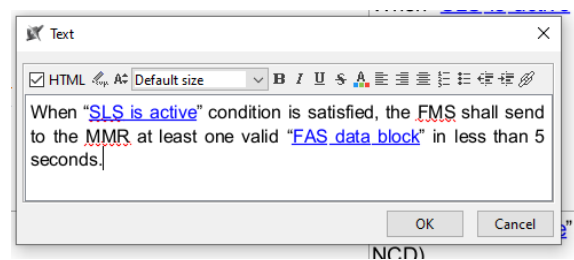 Text
HTML Default size B I U S A
When “SLS is active” condition is satisfied, the FMS shall send
to the MMR at least one valid “FAS data block” in less than 5
seconds.
OK Cancel
NCD)